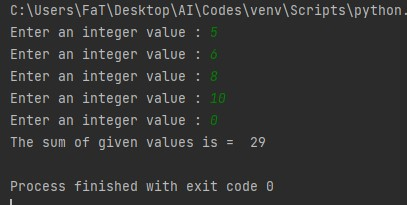 C:\Users\FaT\Desktop\AI\Codes\venv\Scripts\python.
Enter an integer value : 5
Enter an integer value : 6
Enter an integer value : 8
Enter an integer value : 10
Enter an integer value : 0
The sum of given values is =  29
Process finished with exit code 0